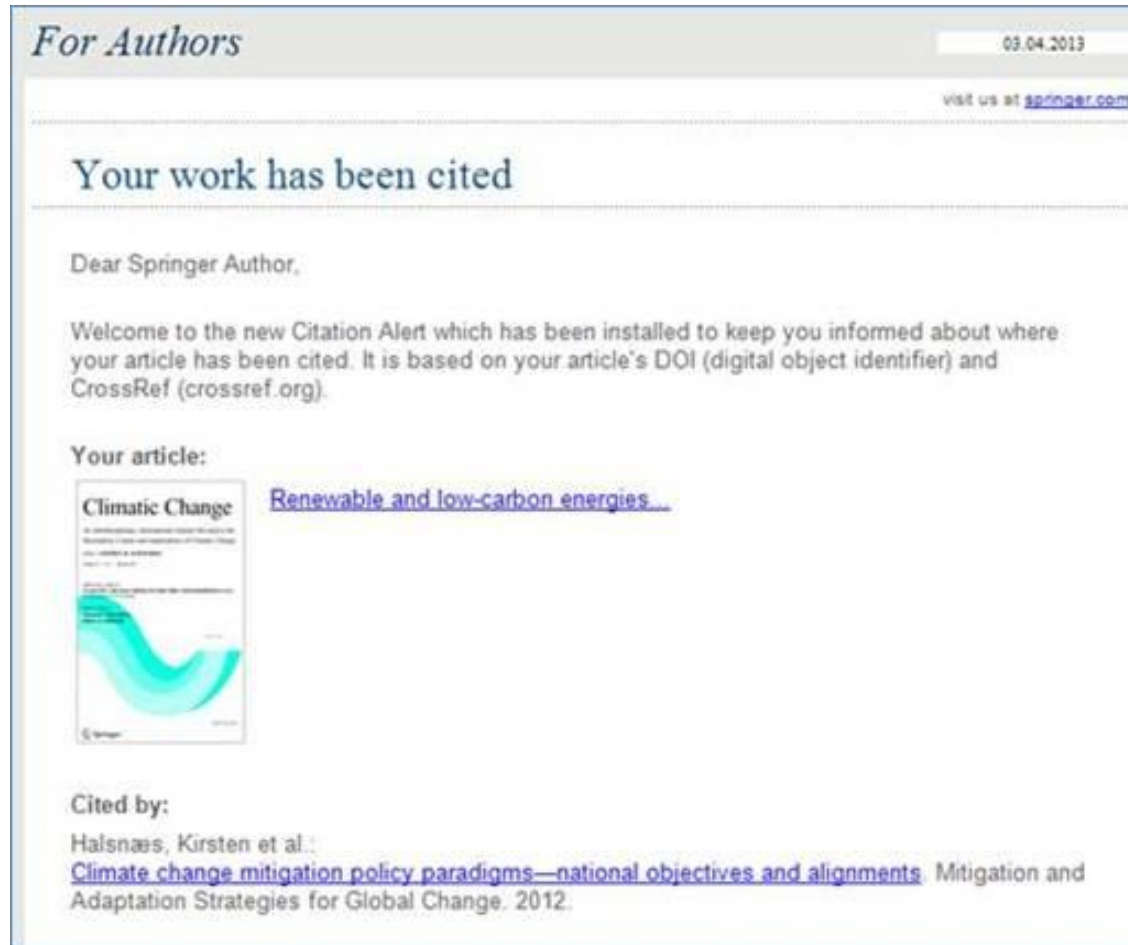 For Authors
03.04.2013
visit us at springer.com
Your work has been cited
Dear Springer Author,
Welcome to the new Citation Alert which has been installed to keep you informed about where
your article has been cited. It is based on your article's DOI (digital object identifier) and
CrossRef (crossref.org).
Your article:
Climatic Change
Renewable and low-carbon energies...
Springer
Cited by:
Halsnæs, Kirsten et al.:
Climate change mitigation policy paradigms—national objectives and alignments. Mitigation and
Adaptation Strategies for Global Change. 2012.